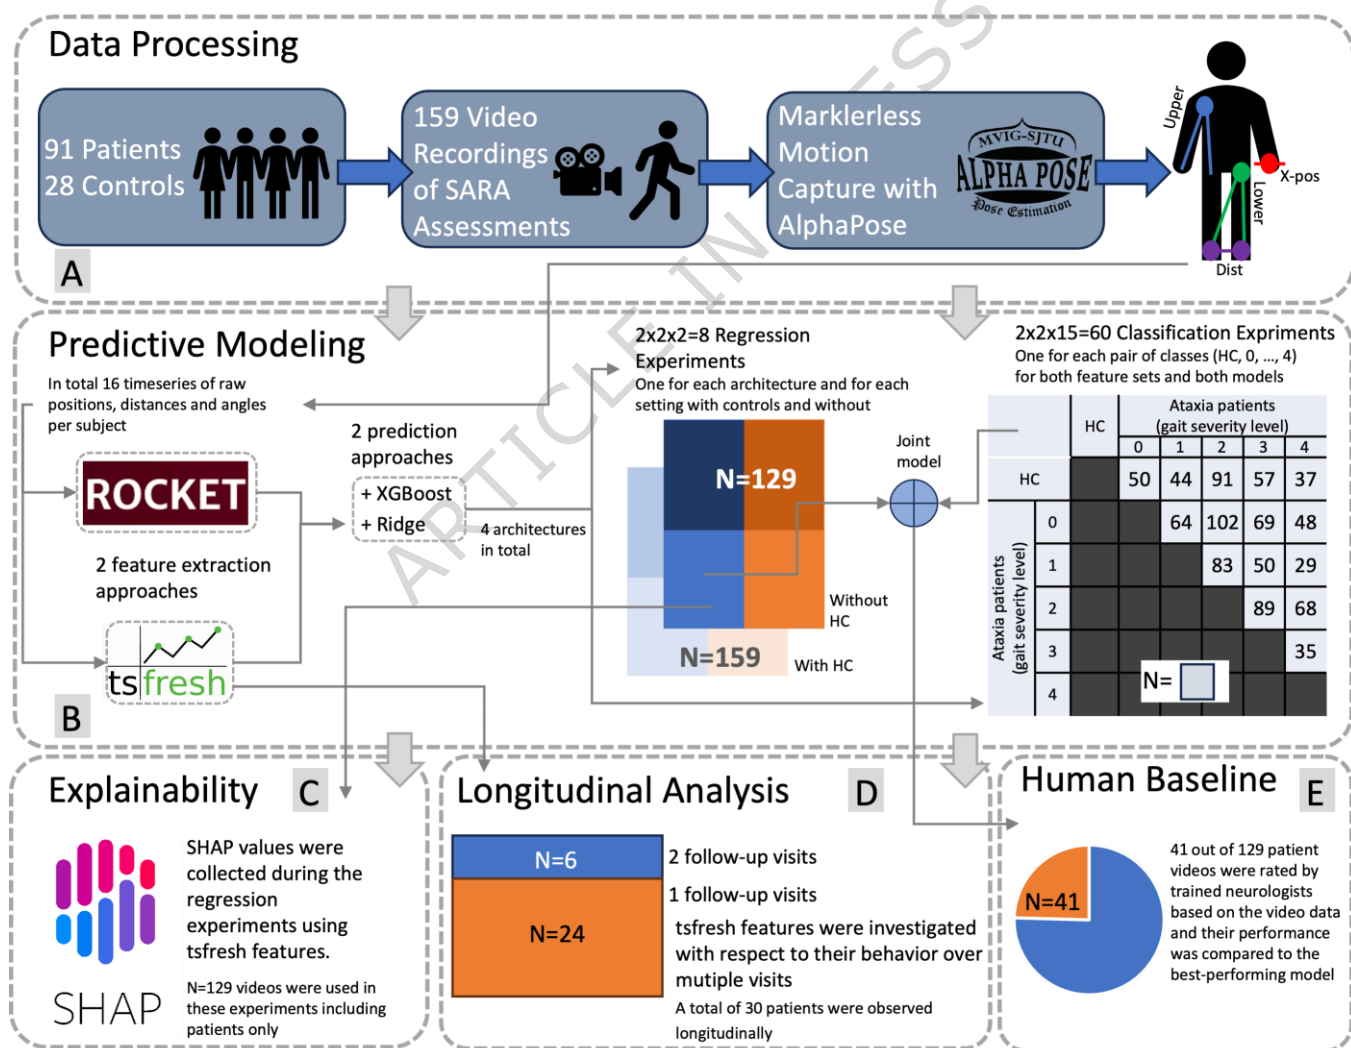 Data Processing
91 Patients
28 Controls
159 Video
Recordings
of SARA
Assessments
Marklerless
Motion
Capture with
AlphaPose
MVIG-SJTU
ALPHA POSE
Pose Estimation
Upper
X-pos
Lower
Dist
A
ARTICLE IN PRESS
Predictive Modeling
In total 16 timeseries of raw
positions, distances and angles
per subject
ROCKET
2 feature extraction
approaches
tsfresh
2 prediction
approaches
+ XGBoost
+ Ridge
4 architectures
in total
2x2x2=8 Regression
Experiments
One for each architecture and for each
setting with controls and without
N=129
Without
HC
N=159
With HC
Joint
model
2x2x15=60 Classification Expriments
One for each pair of classes (HC, 0, ..., 4)
for both feature sets and both models
HC
Ataxia patients
(gait severity level)
0 1 2 3 4
HC 50 44 91 57 37
Ataxia patients
(gait severity level)
0 64 102 69 48
1 83 50 29
2 89 68
3 35
4
N=
B
Explainability
C
SHAP values were
collected during the
regression
experiments using
tsfresh features.
SHAP
N=129 videos were used in
these experiments including
patients only
Longitudinal Analysis
D
N=6
2 follow-up visits
1 follow-up visits
N=24
tsfresh features were investigated
with respect to their behavior over
mutiple visits
A total of 30 patients were observed
longitudinally
Human Baseline
E
N=41
41 out of 129 patient
videos were rated by
trained neurologists
based on the video data
and their performance
was compared to the
best-performing model